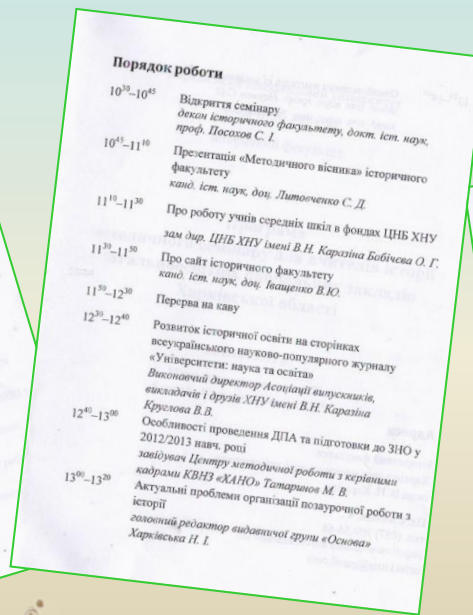 Порядок роботи
10³⁰–10⁴⁵
Відкриття семінару
декан історичного факультету, докт. іст. наук,
проф. Посохов С. І.
10⁴⁵–11¹⁰
Презентація «Методичного вісника» історичного
факультету
канд. іст. наук, доц. Литовченко С. Д.
11¹⁰–11³⁰
Про роботу учнів середніх шкіл в фондах ЦНБ ХНУ
зам дир. ЦНБ ХНУ імені В.Н. Каразіна Бобічєва О. Г.
11³⁰–11⁵⁰
Про сайт історичного факультету
канд. іст. наук, доц. Іващенко В.Ю.
11⁵⁰–12³⁰
Перерва на каву
12³⁰–12⁴⁰
Розвиток історичної освіти на сторінках
всеукраїнського науково-популярного журналу
«Університети: наука та освіта»
Виконавчий директор Асоціації випускників,
викладачів і друзів ХНУ імені В.Н. Каразіна
Круглова В.В.
12⁴⁰–13⁰⁰
Особливості проведення ДПА та підготовки до ЗНО у
2012/2013 навч. році
завідувач Центру методичної роботи з керівними
кадрами КВНЗ «ХАНО» Татаринов М. В.
13⁰⁰–13²⁰
Актуальні проблеми організації позаурочної роботи з
історії
головний редактор видавничої групи «Основа»
Харківська Н. І.